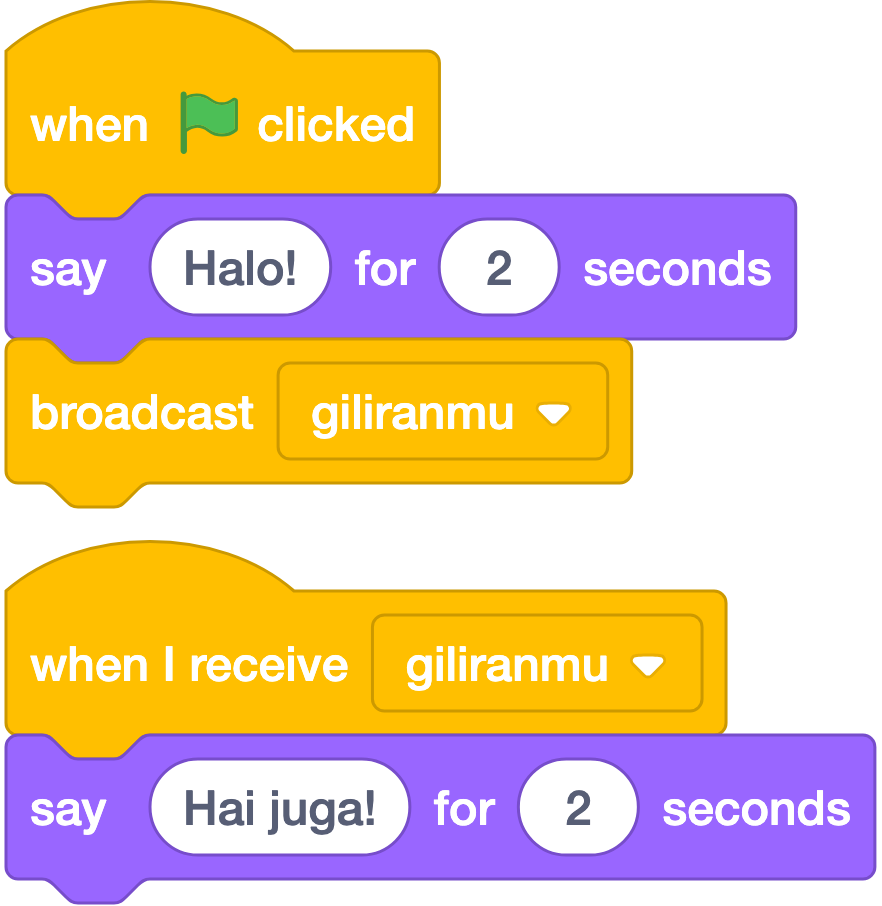 when clicked
say Halo! for 2 seconds
broadcast giliranmu
when I receive giliranmu
say Hai juga! for 2 seconds